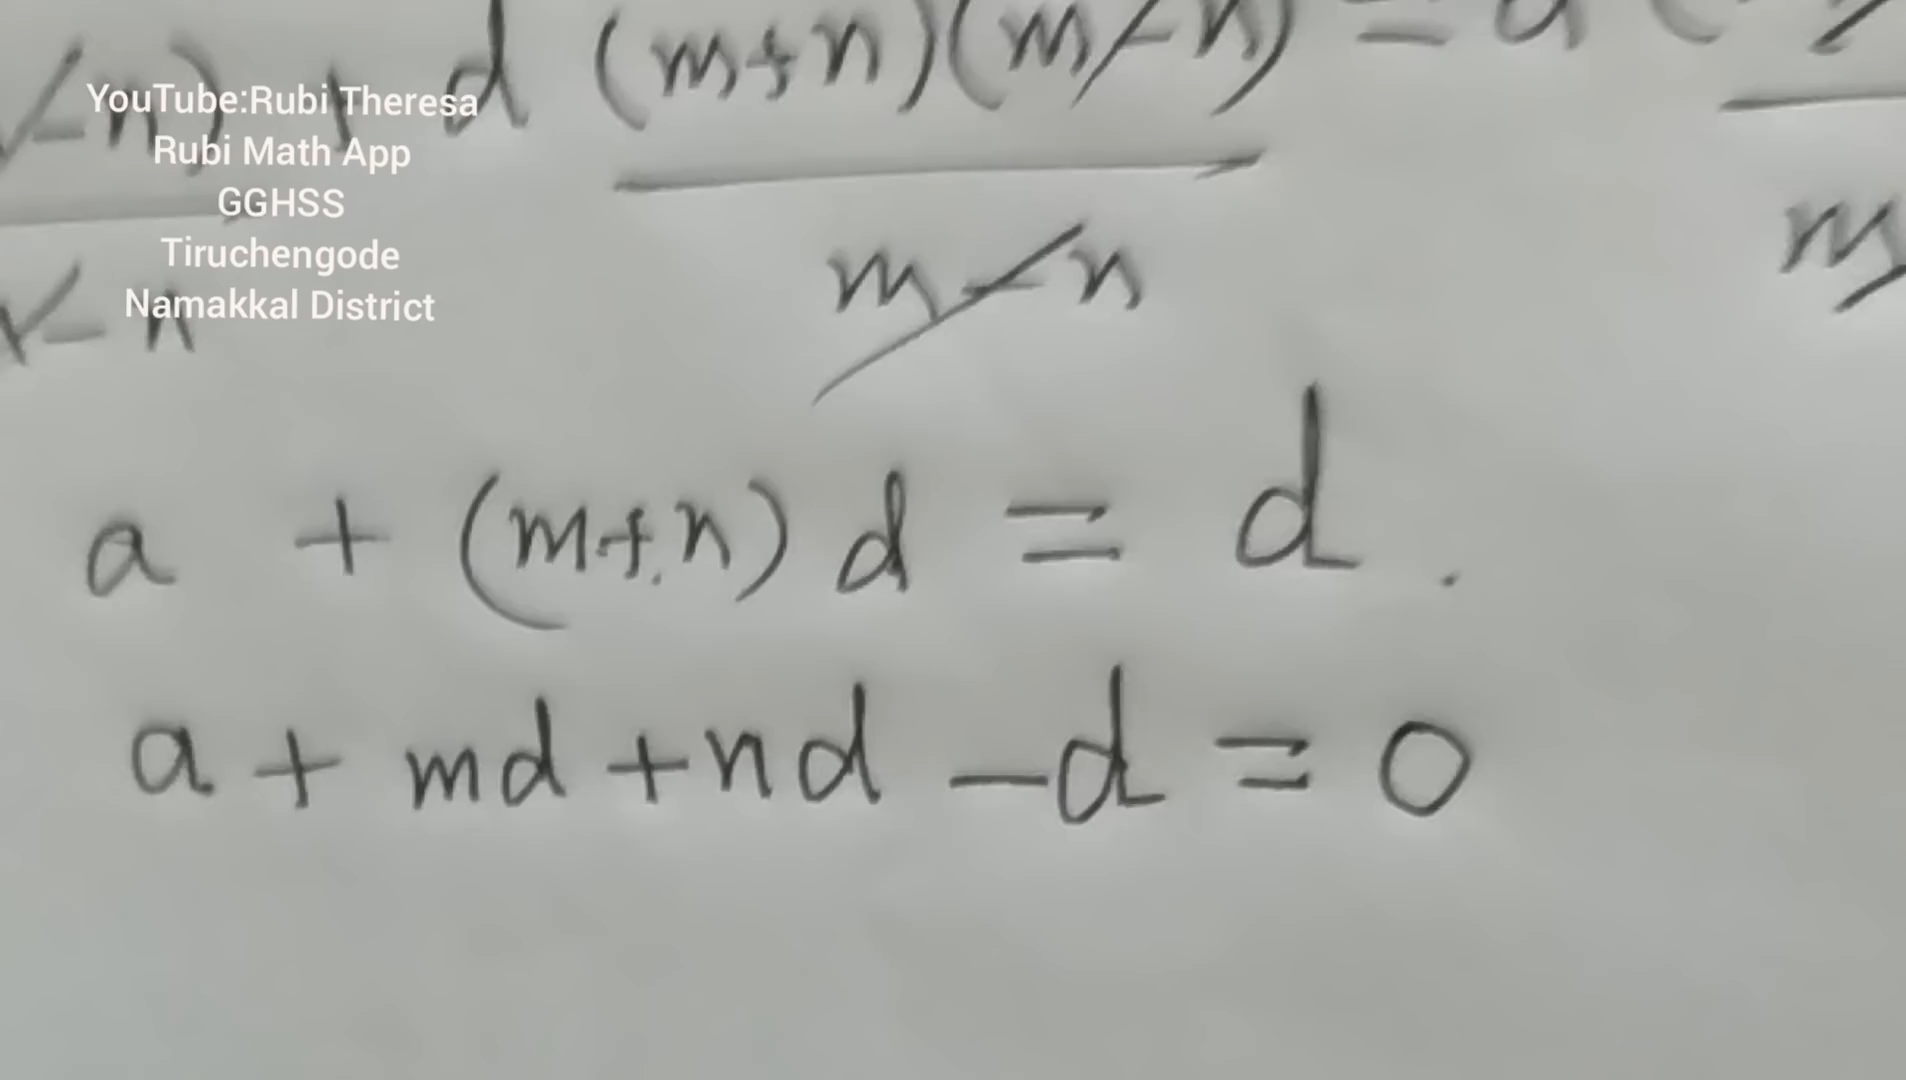 -n) + d (m+n)(m-n) =
YouTube:Rubi Theresa
Rubi Math App
GGHSS
Tiruchengode
Namakkal District
- n
m-n
m
a + (m+n) d = d.
a + md + nd - d = 0